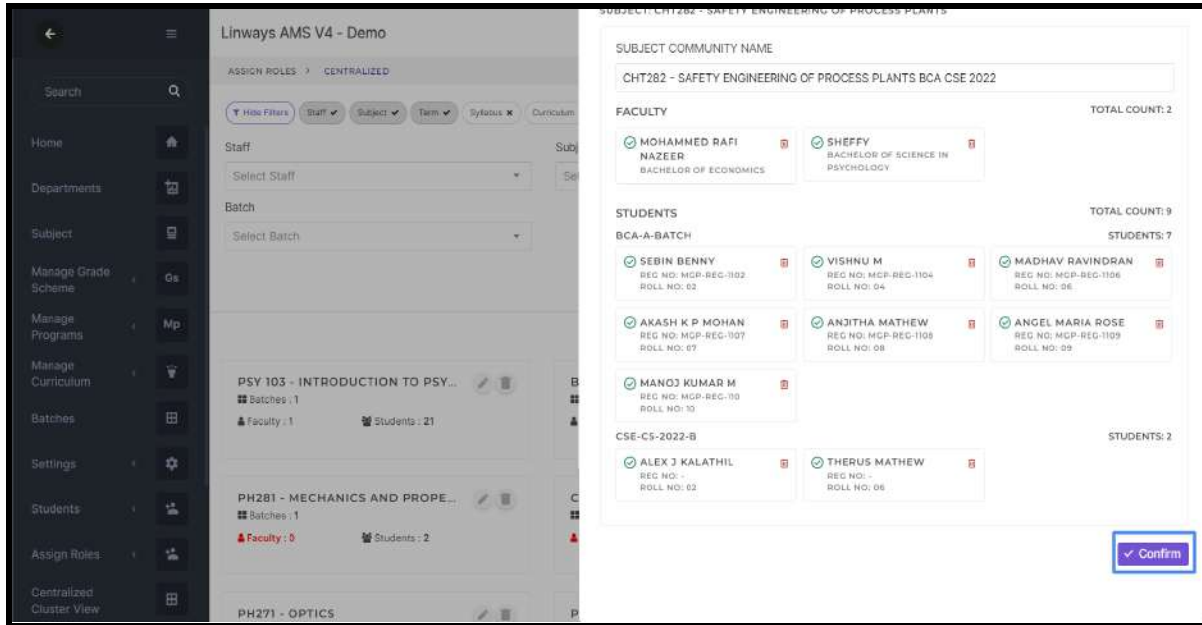 Linways AMS V4 - Demo
ASSIGN ROLES > CENTRALIZED
Search
Home
Departments
Subject
Manage Grade
Scheme
Gs
Manage
Programs
Mp
Manage
Curriculum
Batches
Settings
Students
Assign Roles
Centralized
Cluster View
Hide Filters
Staff
Subject
Term
Syllabus
Curriculum
Staff
Select Staff
Batch
Select Batch
PSY 103 - INTRODUCTION TO PSY...
Batches : 1
Faculty : 1 Students : 21
PH281 - MECHANICS AND PROPE...
Batches : 1
Faculty : 0 Students : 2
PH271 - OPTICS
SUBJECT: CHT282 - SAFETY ENGINEERING OF PROCESS PLANTS
SUBJECT COMMUNITY NAME
CHT282 - SAFETY ENGINEERING OF PROCESS PLANTS BCA CSE 2022
FACULTY TOTAL COUNT: 2
MOHAMMED RAFI
NAZEER
BACHELOR OF ECONOMICS
SHEFFY
BACHELOR OF SCIENCE IN
PSYCHOLOGY
STUDENTS TOTAL COUNT: 9
BCA-A-BATCH STUDENTS: 7
SEBIN BENNY
REG NO: MGP-REG-1102
ROLL NO: 02
VISHNU M
REG NO: MGP-REG-1104
ROLL NO: 04
MADHAV RAVINDRAN
REG NO: MGP-REG-1106
ROLL NO: 06
AKASH K P MOHAN
REG NO: MGP-REG-1107
ROLL NO: 07
ANJITHA MATHEW
REG NO: MGP-REG-1108
ROLL NO: 08
ANGEL MARIA ROSE
REG NO: MGP-REG-1109
ROLL NO: 09
MANOJ KUMAR M
REG NO: MGP-REG-110
ROLL NO: 10
CSE-CS-2022-B STUDENTS: 2
ALEX J KALATHIL
REG NO: -
ROLL NO: 02
THERUS MATHEW
REG NO: -
ROLL NO: 06
Confirm